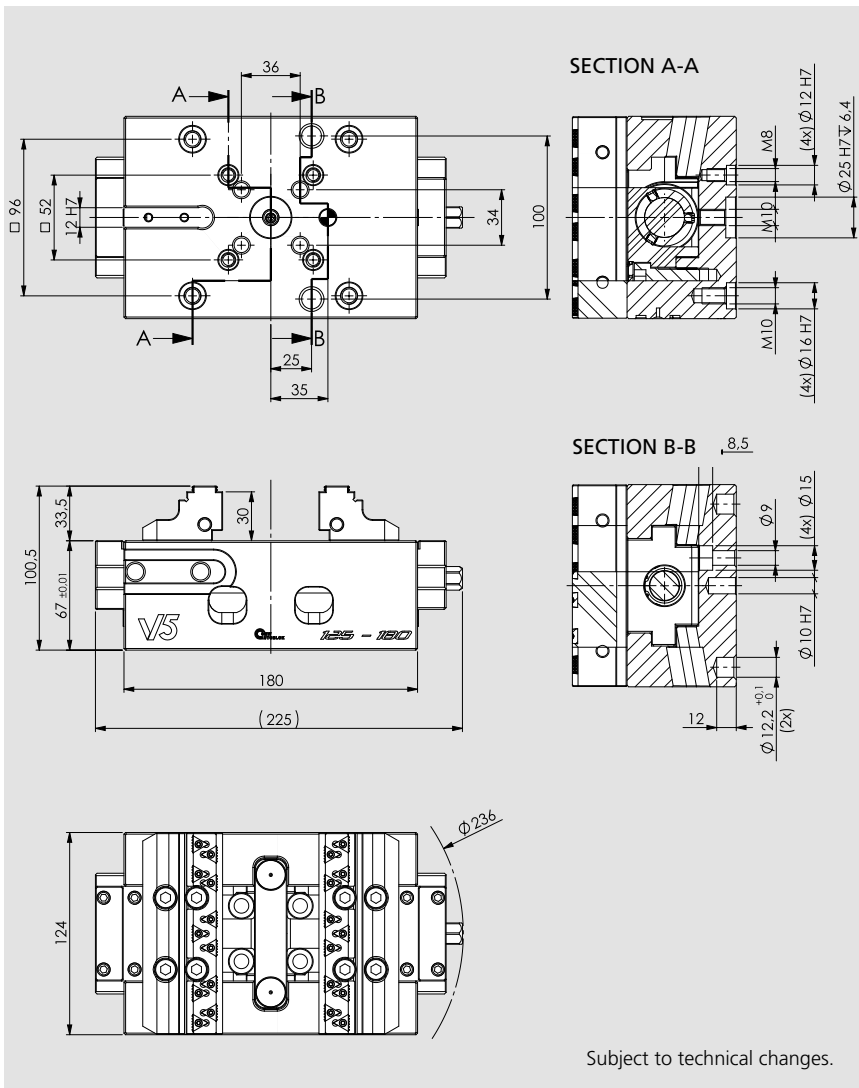 36
SECTION A-A
A
B
□ 96
□ 52
12 H7
34
100
A
B
25
35
M8
(4x) Ø 12 H7
M10
Ø 25 H7 ↧ 6,4
M10
(4x) Ø 16 H7
SECTION B-B
8,5
33,5
30
100,5
67 ±0,01
V5
125 - 180
180
(225)
Ø 9
(4x) Ø 15
Ø 10 H7
12
Ø 12,2 +0,1 0
(2x)
Ø 236
124
Subject to technical changes.